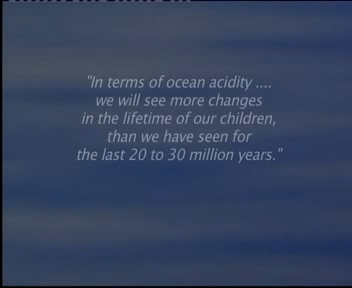 "In terms of ocean acidity ....
we will see more changes
in the lifetime of our children,
than we have seen for
the last 20 to 30 million years."